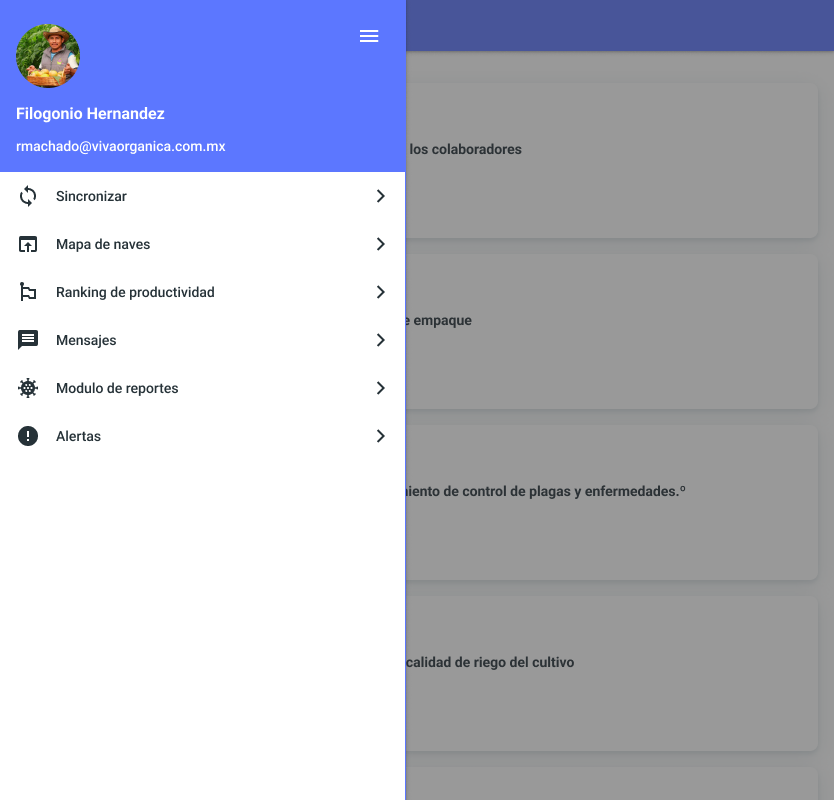 Filogonio Hernandez
rmachado@vivaorganica.com.mx
Sincronizar
Mapa de naves
Ranking de productividad
Mensajes
Modulo de reportes
Alertas
los colaboradores
empaque
de control de plagas y enfermedades.º
calidad de riego del cultivo